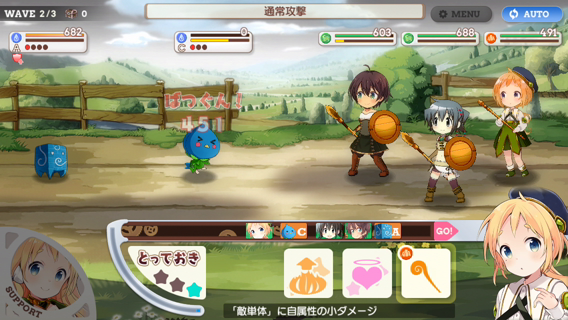 WAVE 2/3 0
通常攻撃
MENU
AUTO
682
A
0
C
603
688
491
ばつぐん!
451
C
A
GO!
とっておき
SUPPORT
「敵単体」に自属性の小ダメージ